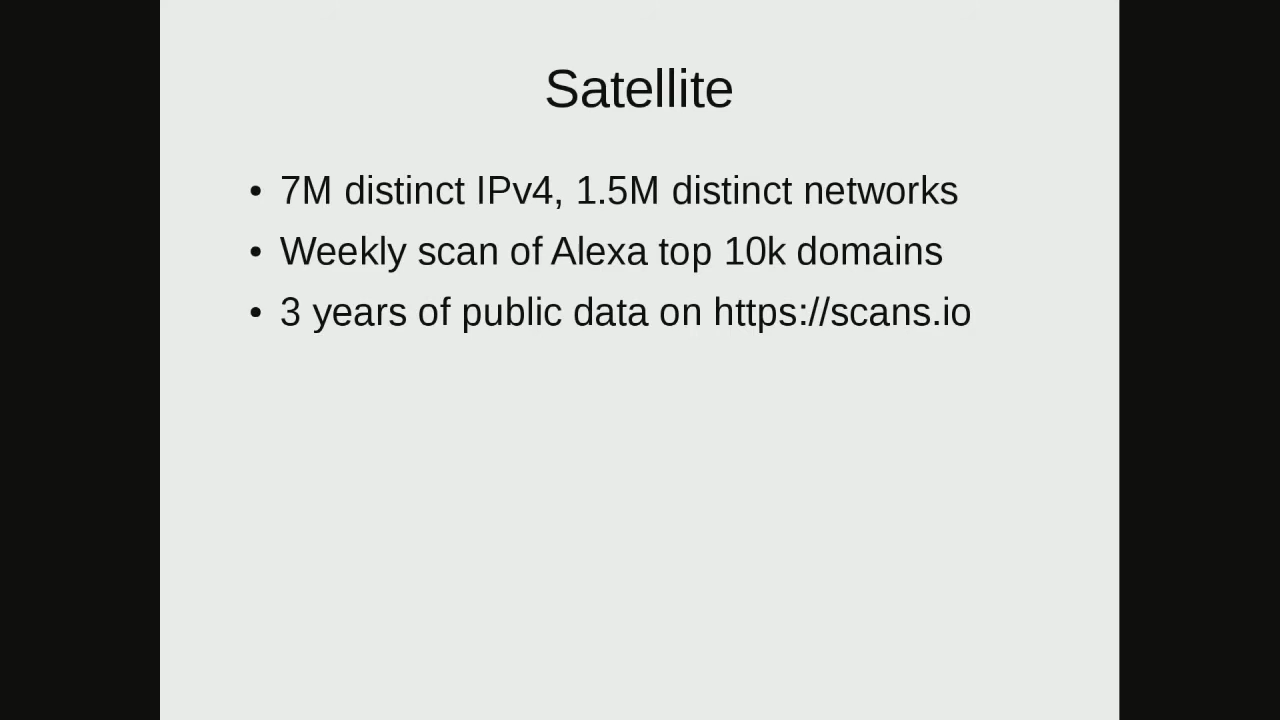 Satellite
• 7M distinct IPv4, 1.5M distinct networks
• Weekly scan of Alexa top 10k domains
• 3 years of public data on https://scans.io